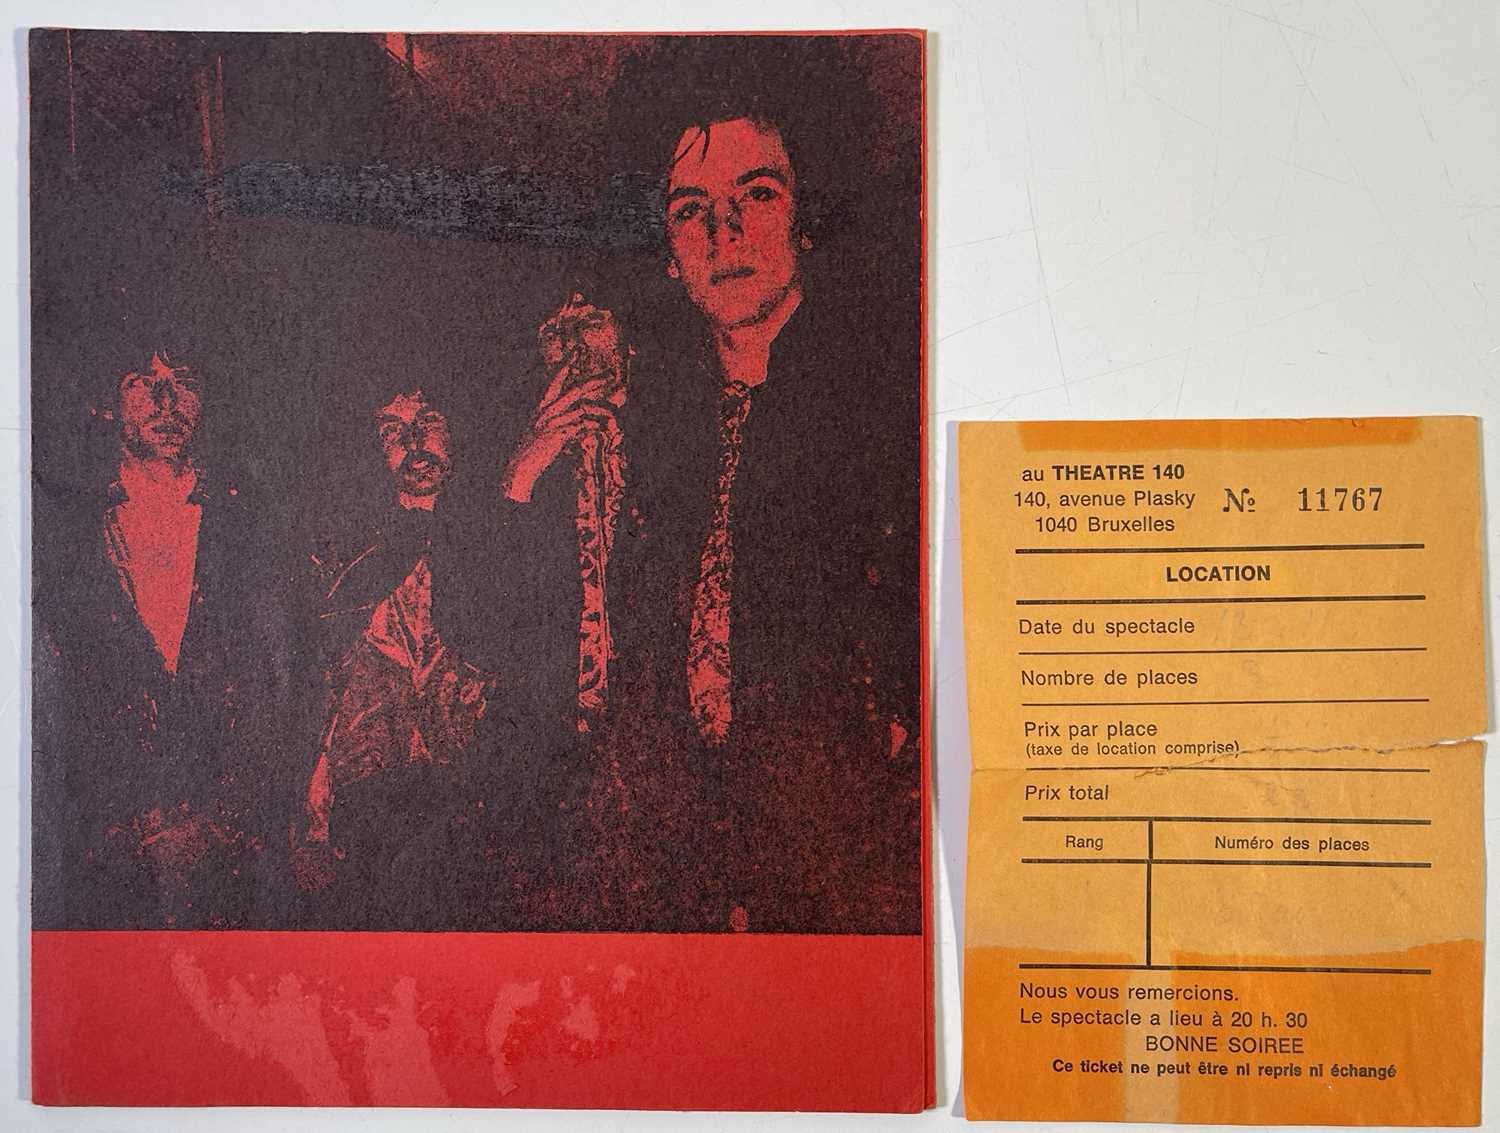 au THEATRE 140
140, avenue Plasky
1040 Bruxelles
№ 11767
LOCATION
Date du spectacle
Nombre de places
Prix par place
(taxe de location comprise)
Prix total
Rang
Numéro des places
Nous vous remercions.
Le spectacle a lieu à 20 h. 30
BONNE SOIREE
Ce ticket ne peut être ni repris ni échangé